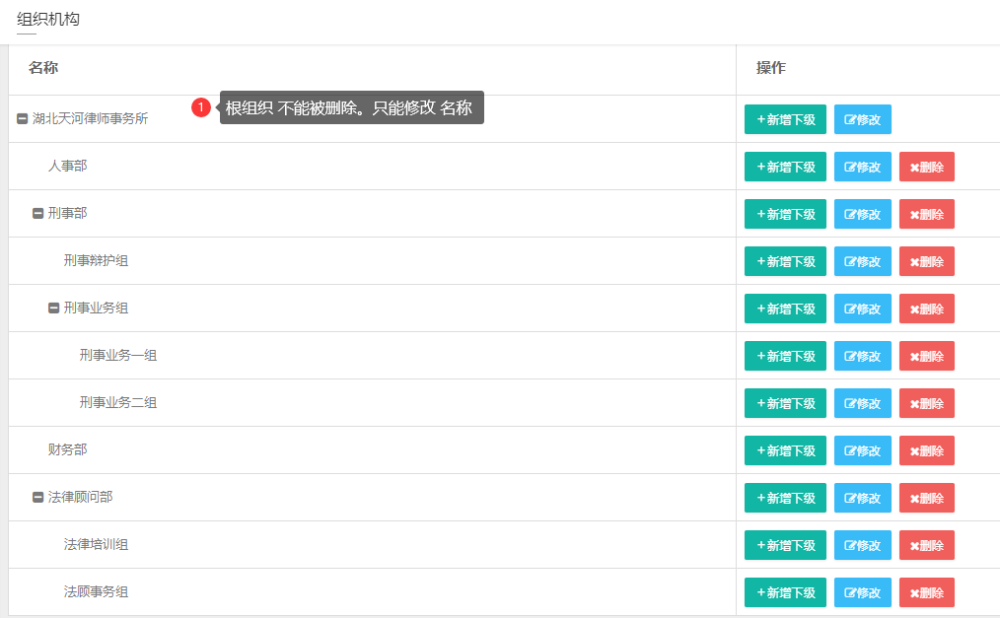 组织机构
名称 操作
湖北天河律师事务所 1 根组织 不能被删除。只能修改 名称 +新增下级 修改
人事部 +新增下级 修改 删除
刑事部 +新增下级 修改 删除
刑事辩护组 +新增下级 修改 删除
刑事业务组 +新增下级 修改 删除
刑事业务一组 +新增下级 修改 删除
刑事业务二组 +新增下级 修改 删除
财务部 +新增下级 修改 删除
法律顾问部 +新增下级 修改 删除
法律培训组 +新增下级 修改 删除
法顾事务组 +新增下级 修改 删除